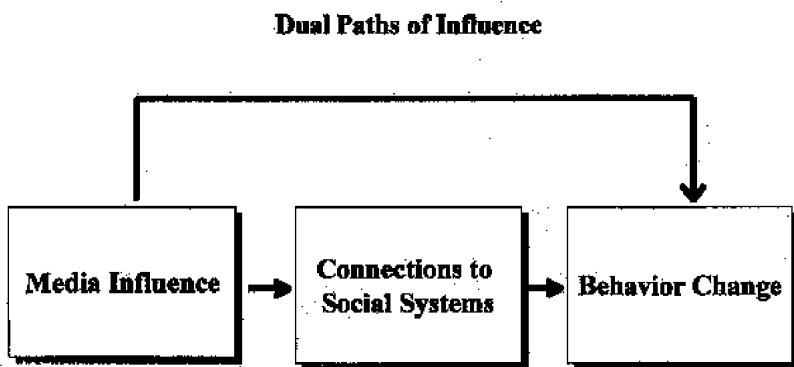 Dual Paths of Influence
Media Influence
Connections to
Social Systems
Behavior Change